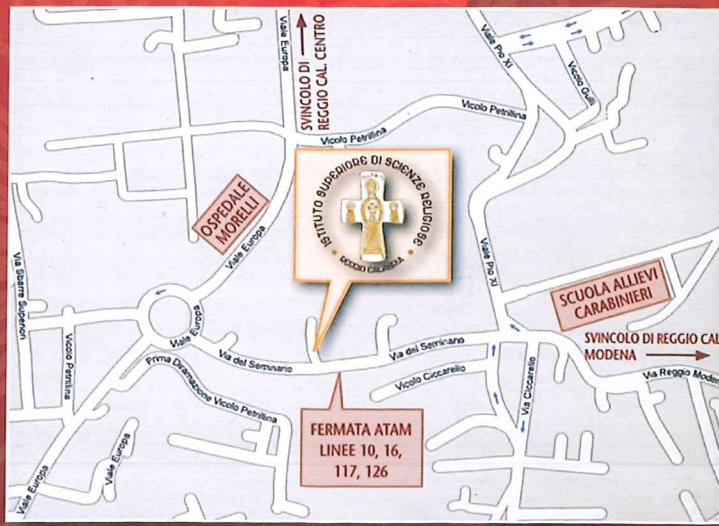 Viale Europa
SVINCOLO DI
REGGIO CAL. CENTRO
Viale Pio XI
Vicolo Gulli
Vicolo Petrillina
Vicolo Petrillina
ISTITUTO SUPERIORE DI SCIENZE RELIGIOSE
REGGIO CALABRIA
OSPEDALE
MORELLI
Viale Europa
Via Sbarre Superiori
Viale Pio XI
SCUOLA ALLIEVI
CARABINIERI
Viale Europa
Vicolo Petrillina
Via del Seminario
Via del Seminario
SVINCOLO DI REGGIO CAL
MODENA
Prima Diramazione Vicolo Petrillina
Vicolo Ciccarello
Via Ciccarello
Via Reggio Modena
FERMATA ATAM
LINEE 10, 16,
117, 126
Viale Europa
Viale Europa